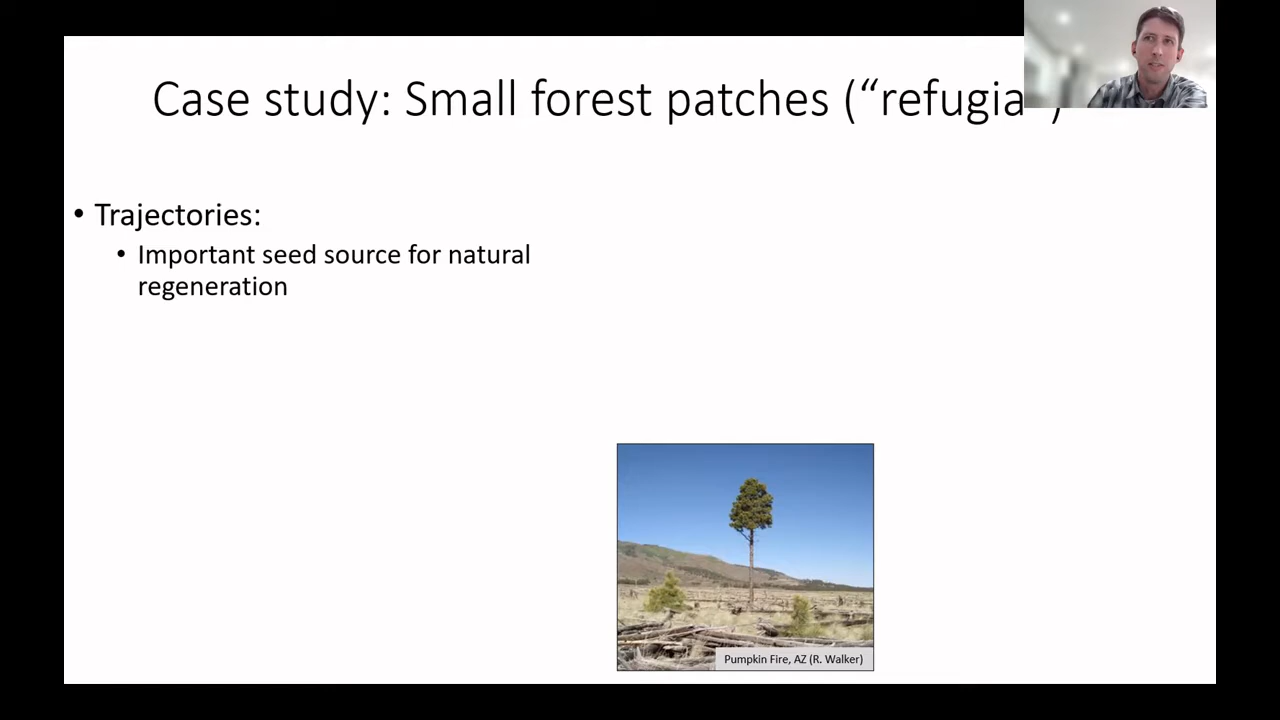 Case study: Small forest patches (“refugia”)
• Trajectories:
• Important seed source for natural
regeneration
Pumpkin Fire, AZ (R. Walker)